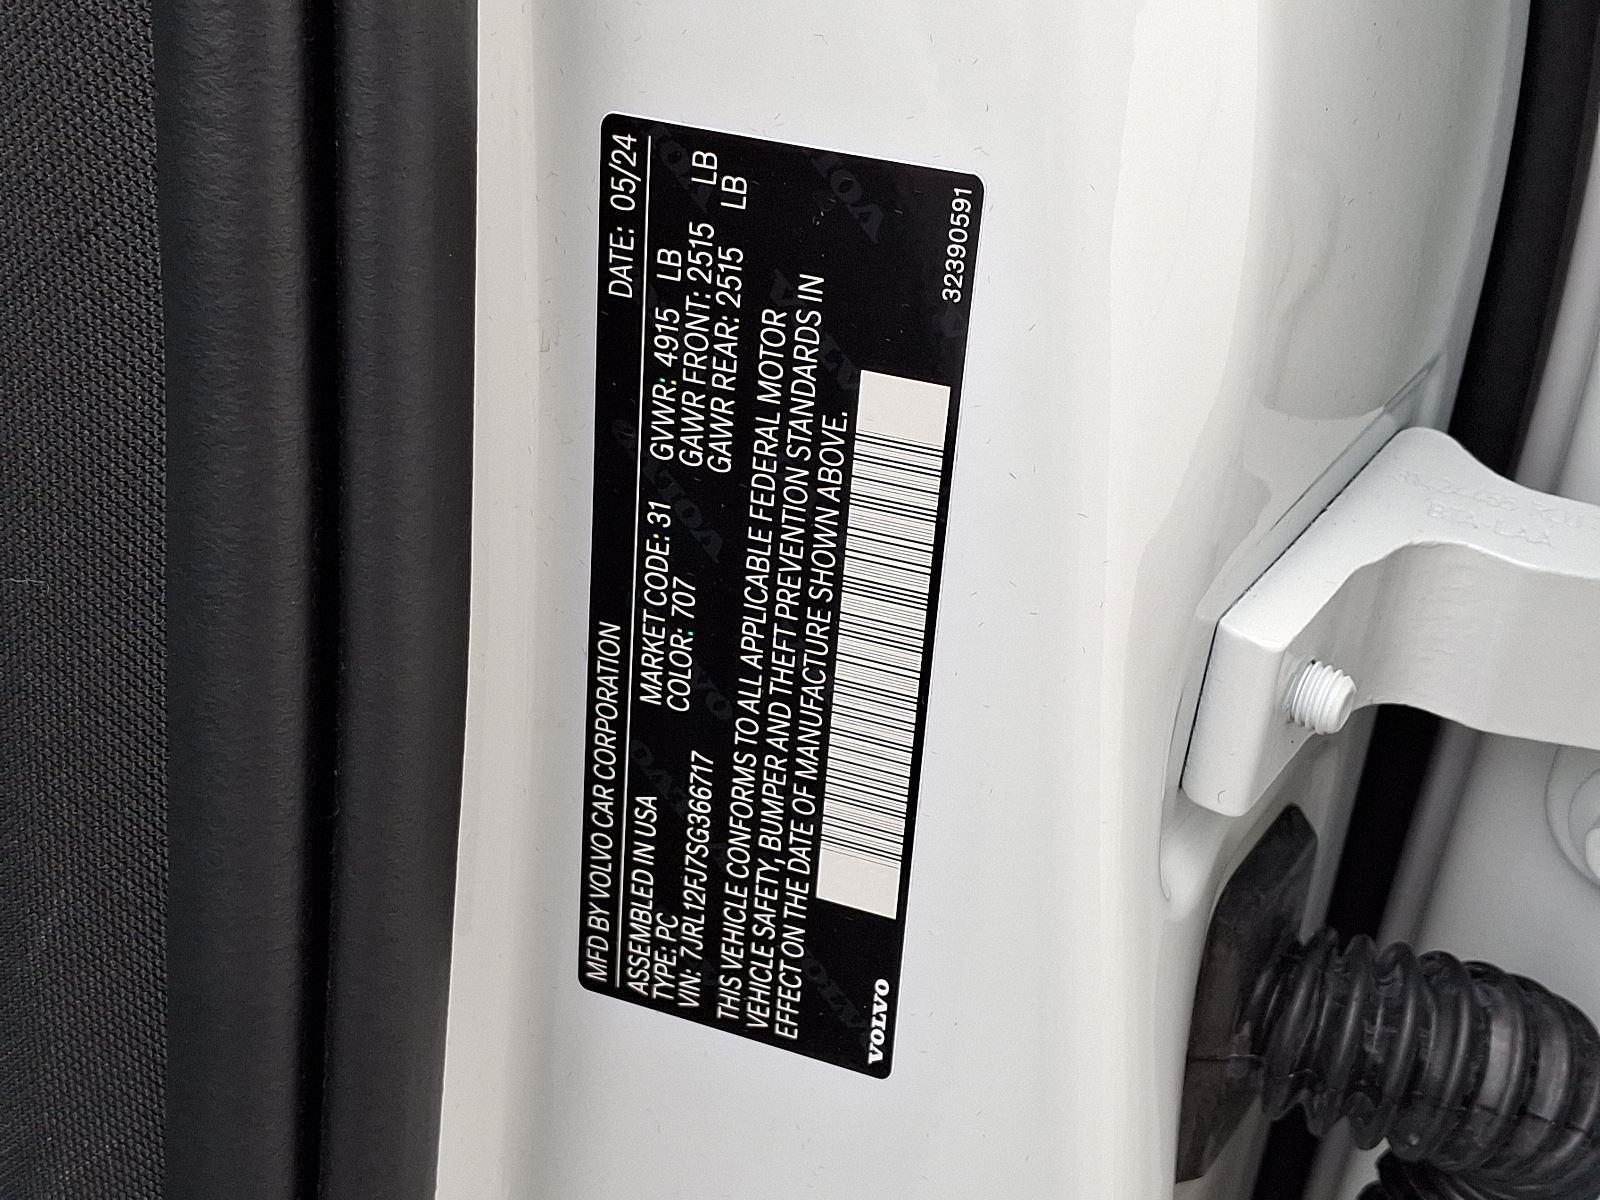 MFD BY VOLVO CAR CORPORATION DATE: 05/24
ASSEMBLED IN USA MARKET CODE: 31 GVWR: 4915 LB
TYPE: PC COLOR: 707 GAWR FRONT: 2515 LB
VIN: 7JRL12FJ7SG366717 GAWR REAR: 2515 LB
THIS VEHICLE CONFORMS TO ALL APPLICABLE FEDERAL MOTOR
VEHICLE SAFETY, BUMPER AND THEFT PREVENTION STANDARDS IN
EFFECT ON THE DATE OF MANUFACTURE SHOWN ABOVE.
VOLVO 32390591